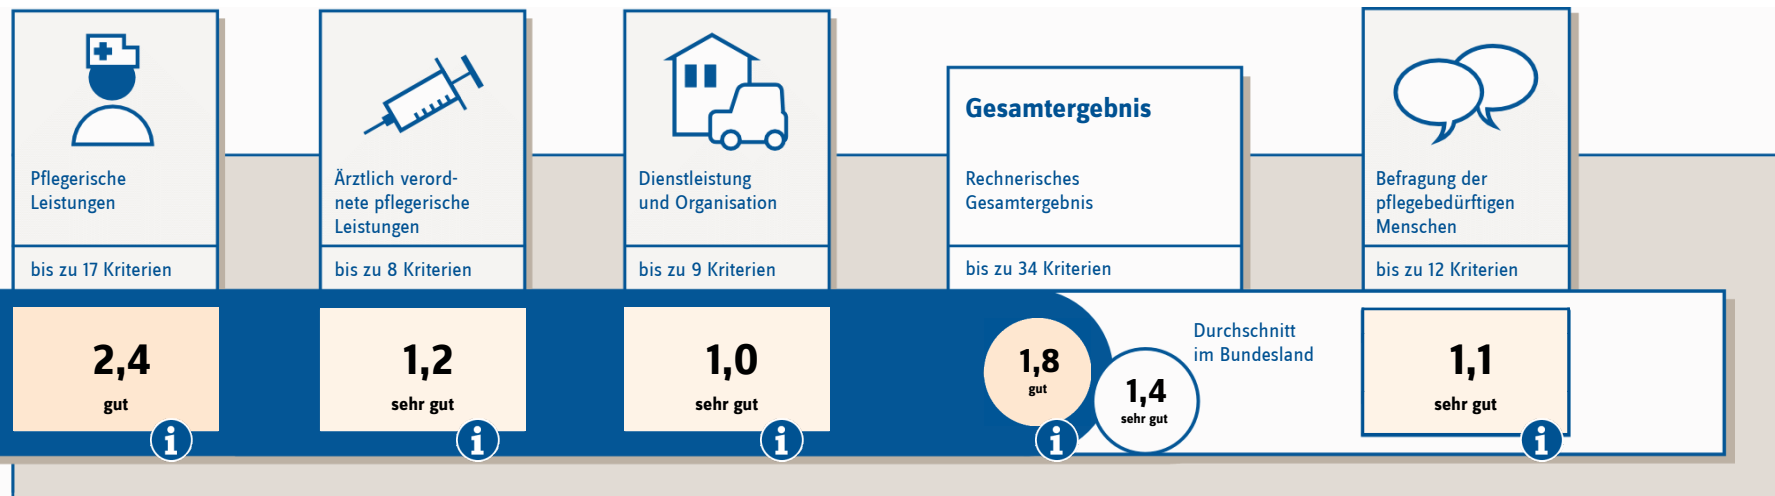 Pflegerische
Leistungen
bis zu 17 Kriterien
2,4
gut
i
Ärztlich verord-
nete pflegerische
Leistungen
bis zu 8 Kriterien
1,2
sehr gut
i
Dienstleistung
und Organisation
bis zu 9 Kriterien
1,0
sehr gut
i
Gesamtergebnis
Rechnerisches
Gesamtergebnis
bis zu 34 Kriterien
1,8
gut
i
Durchschnitt
im Bundesland
1,4
sehr gut
Befragung der
pflegebedürftigen
Menschen
bis zu 12 Kriterien
1,1
sehr gut
i